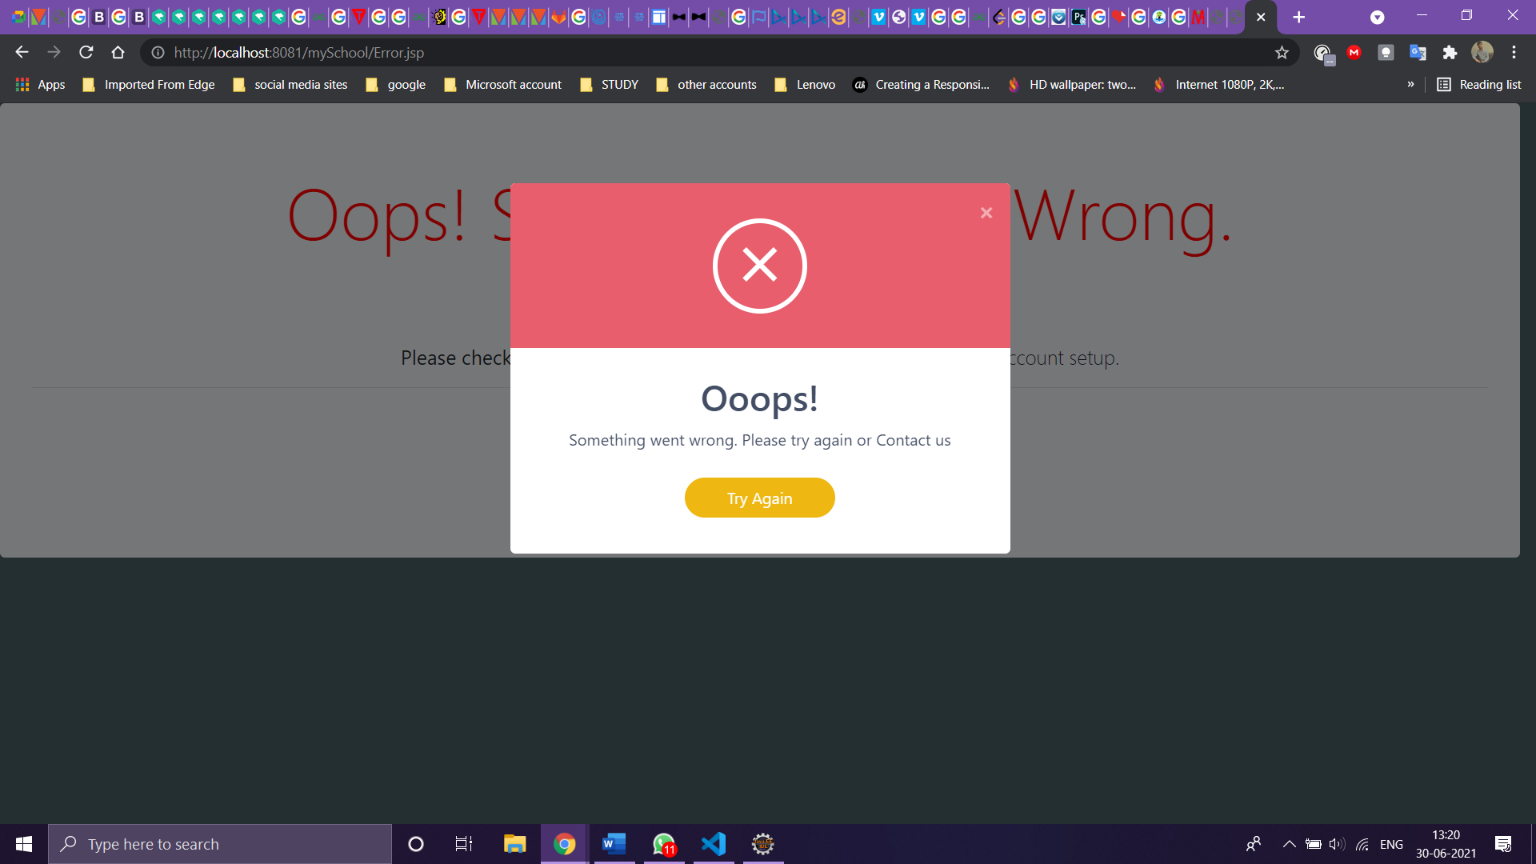 http://localhost:8081/mySchool/Error.jsp
Apps
Imported From Edge
social media sites
google
Microsoft account
STUDY
other accounts
Lenovo
Creating a Responsi...
HD wallpaper: two...
Internet 1080P, 2K,...
»
Reading list
Oops! S
Wrong.
Please check
ccount setup.
Ooops!
Something went wrong. Please try again or Contact us
Try Again
Type here to search
11
ENG
13:20
30-06-2021